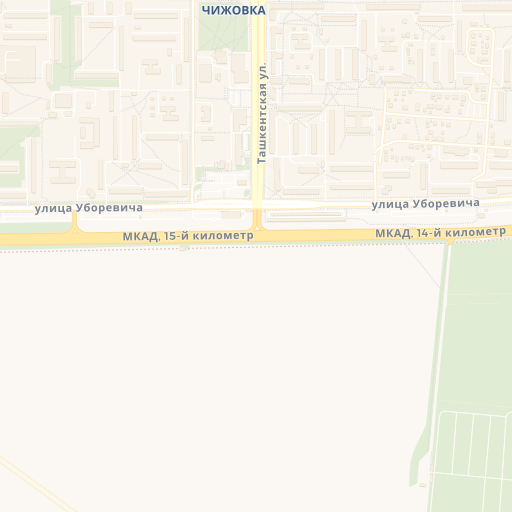 ЧИЖОВКА
Ташкентская ул.
улица Уборевича
улица Уборевича
МКАД, 15-й километр
МКАД, 14-й километр